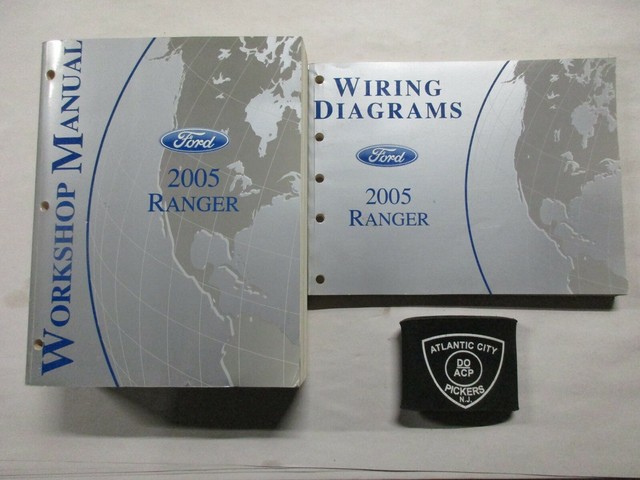 WORKSHOP MANUAL
Ford
2005
RANGER
WIRING
DIAGRAMS
Ford
2005
RANGER
ATLANTIC CITY
DO
ACP
PICKERS
N.J.